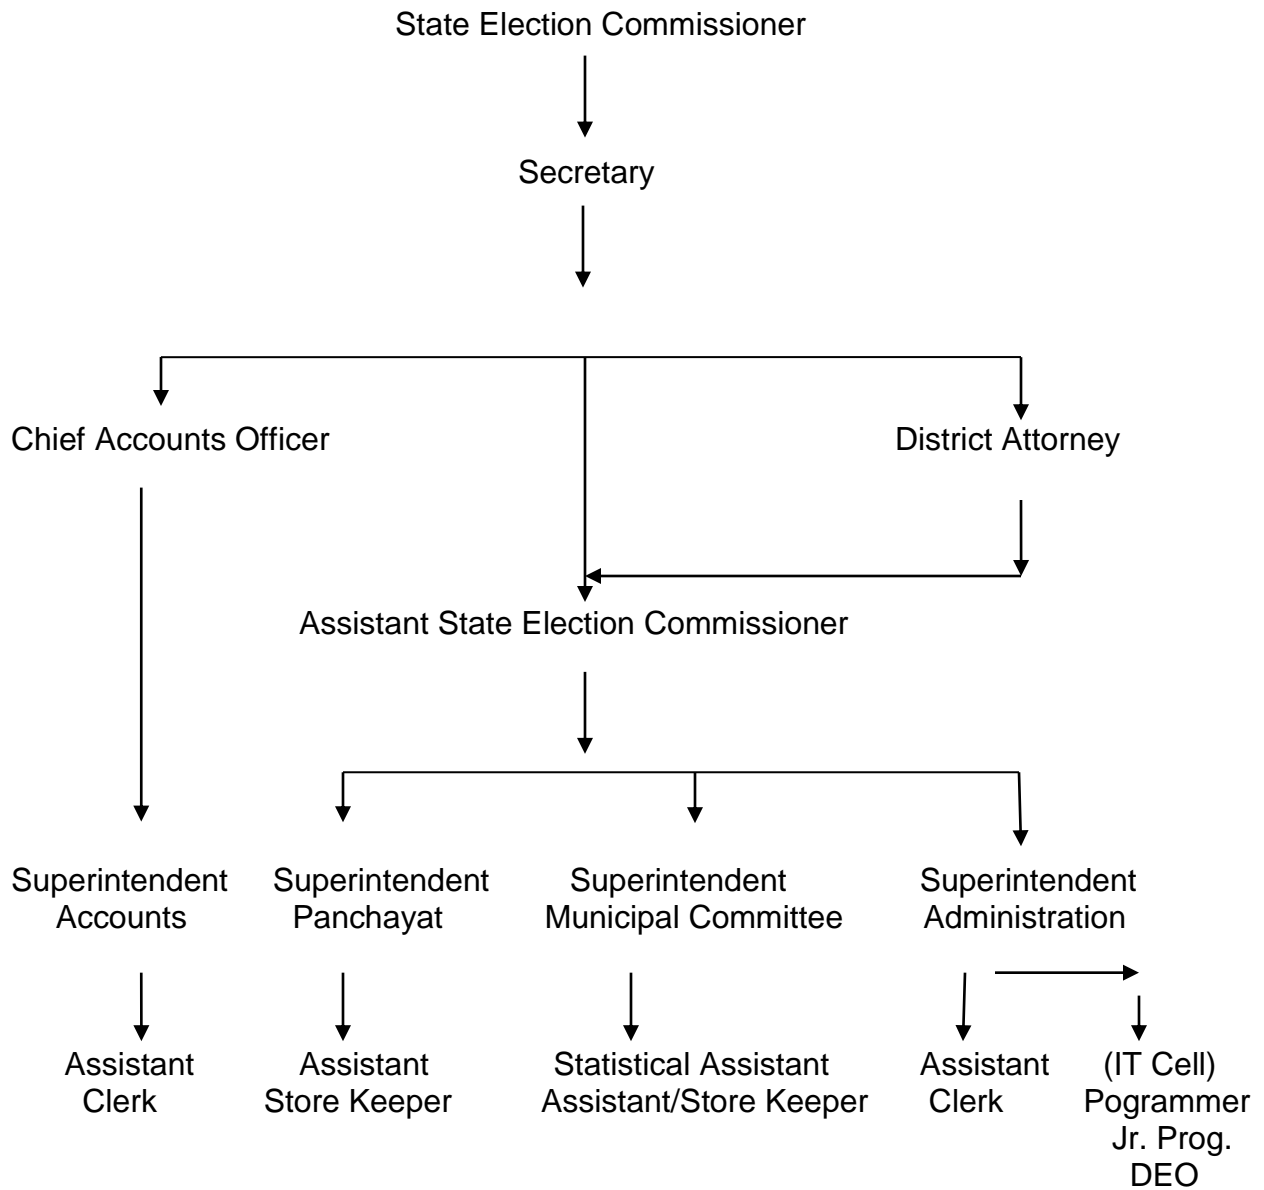 State Election Commissioner
Secretary
Chief Accounts Officer
District Attorney
Assistant State Election Commissioner
Superintendent
Accounts
Superintendent
Panchayat
Superintendent
Municipal Committee
Superintendent
Administration
Assistant
Clerk
Assistant
Store Keeper
Statistical Assistant
Assistant/Store Keeper
Assistant
Clerk
(IT Cell)
Pogrammer
Jr. Prog.
DEO